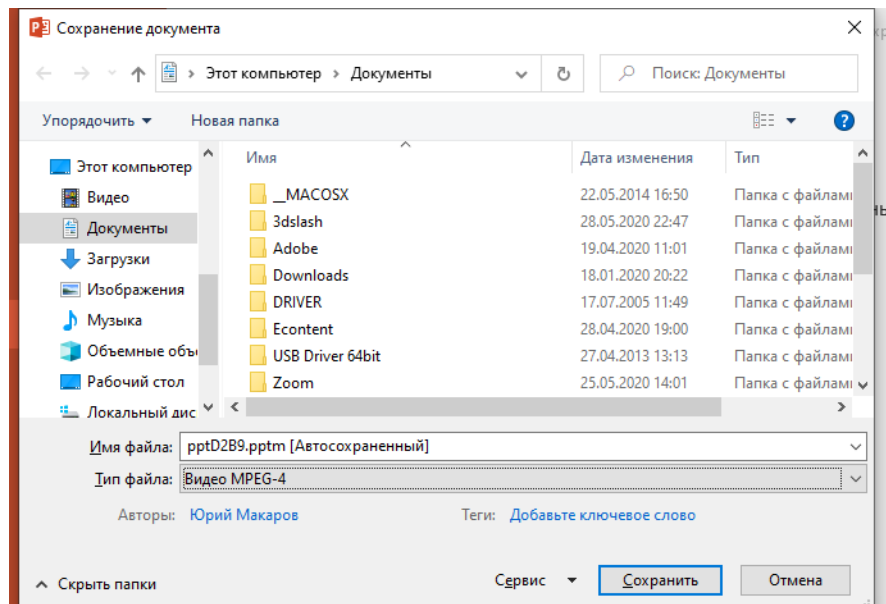 Сохранение документа
Этот компьютер › Документы
Поиск: Документы
Упорядочить
Новая папка
Этот компьютер
Видео
Документы
Загрузки
Изображения
Музыка
Объемные объ
Рабочий стол
Локальный дис
Имя Дата изменения Тип
__MACOSX 22.05.2014 16:50 Папка с файлами
3dslash 28.05.2020 22:47 Папка с файлами
Adobe 19.04.2020 11:01 Папка с файлами
Downloads 18.01.2020 20:22 Папка с файлами
DRIVER 17.07.2005 11:49 Папка с файлами
Econtent 28.04.2020 19:00 Папка с файлами
USB Driver 64bit 27.04.2013 13:13 Папка с файлами
Zoom 25.05.2020 14:01 Папка с файлами
Имя файла: pptD2B9.pptm [Автосохраненный]
Тип файла: Видео MPEG-4
Авторы: Юрий Макаров Теги: Добавьте ключевое слово
Скрыть папки Сервис Сохранить Отмена